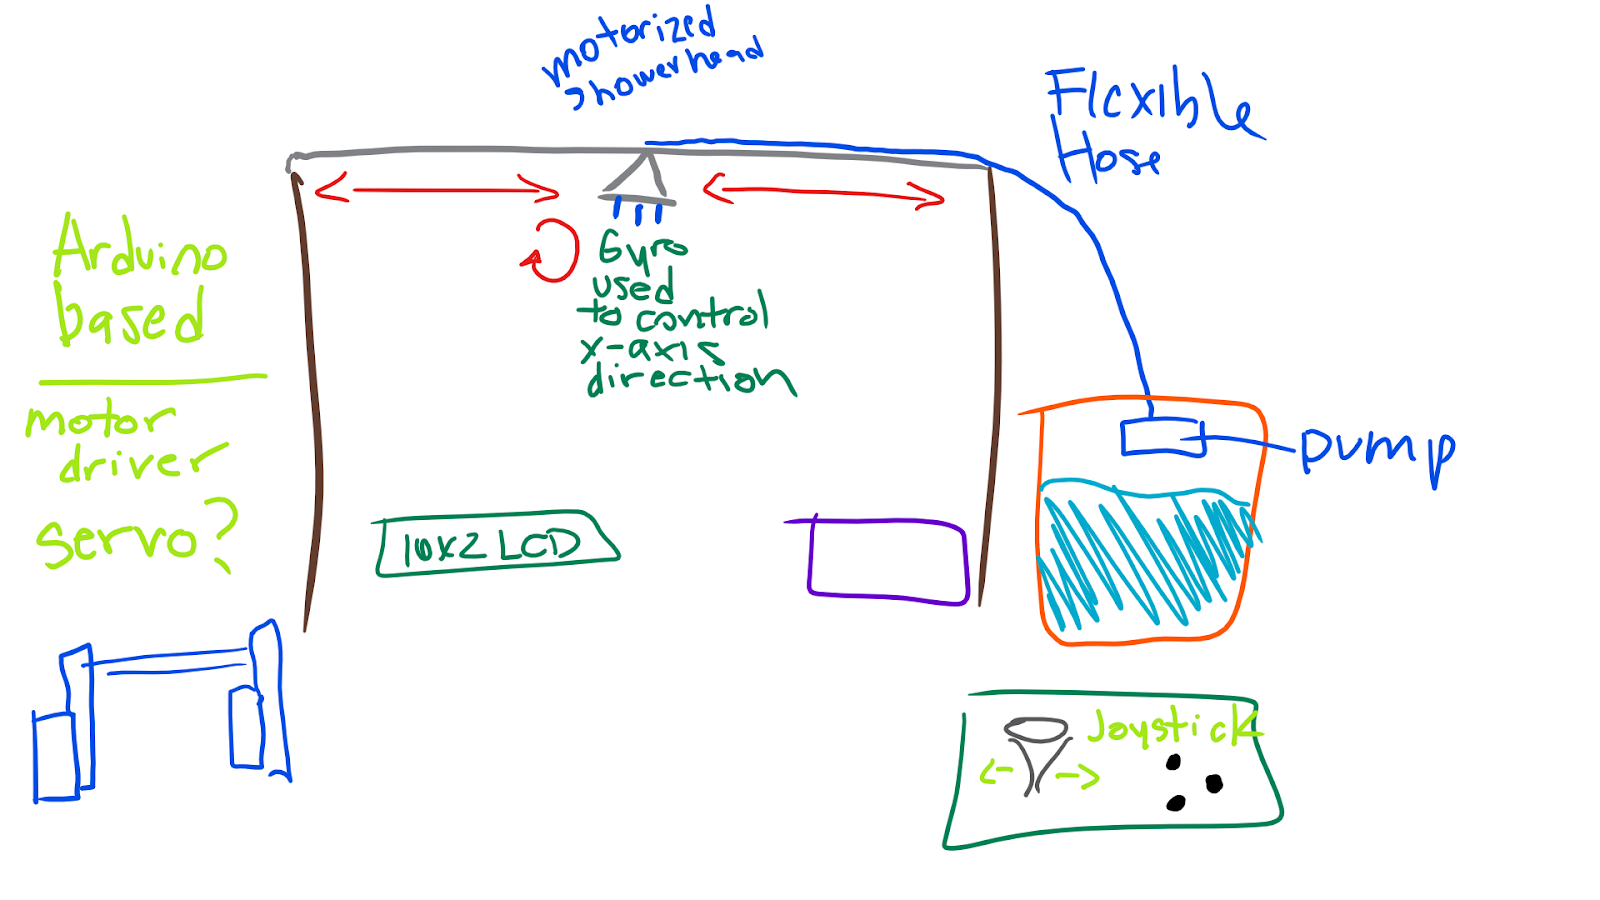 motorized
showerhead
Flexible
Hose
Arduino
based
motor
driver
servo?
Gyro
used
to control
x-axis
direction
pump
16x2 LCD
Joystick